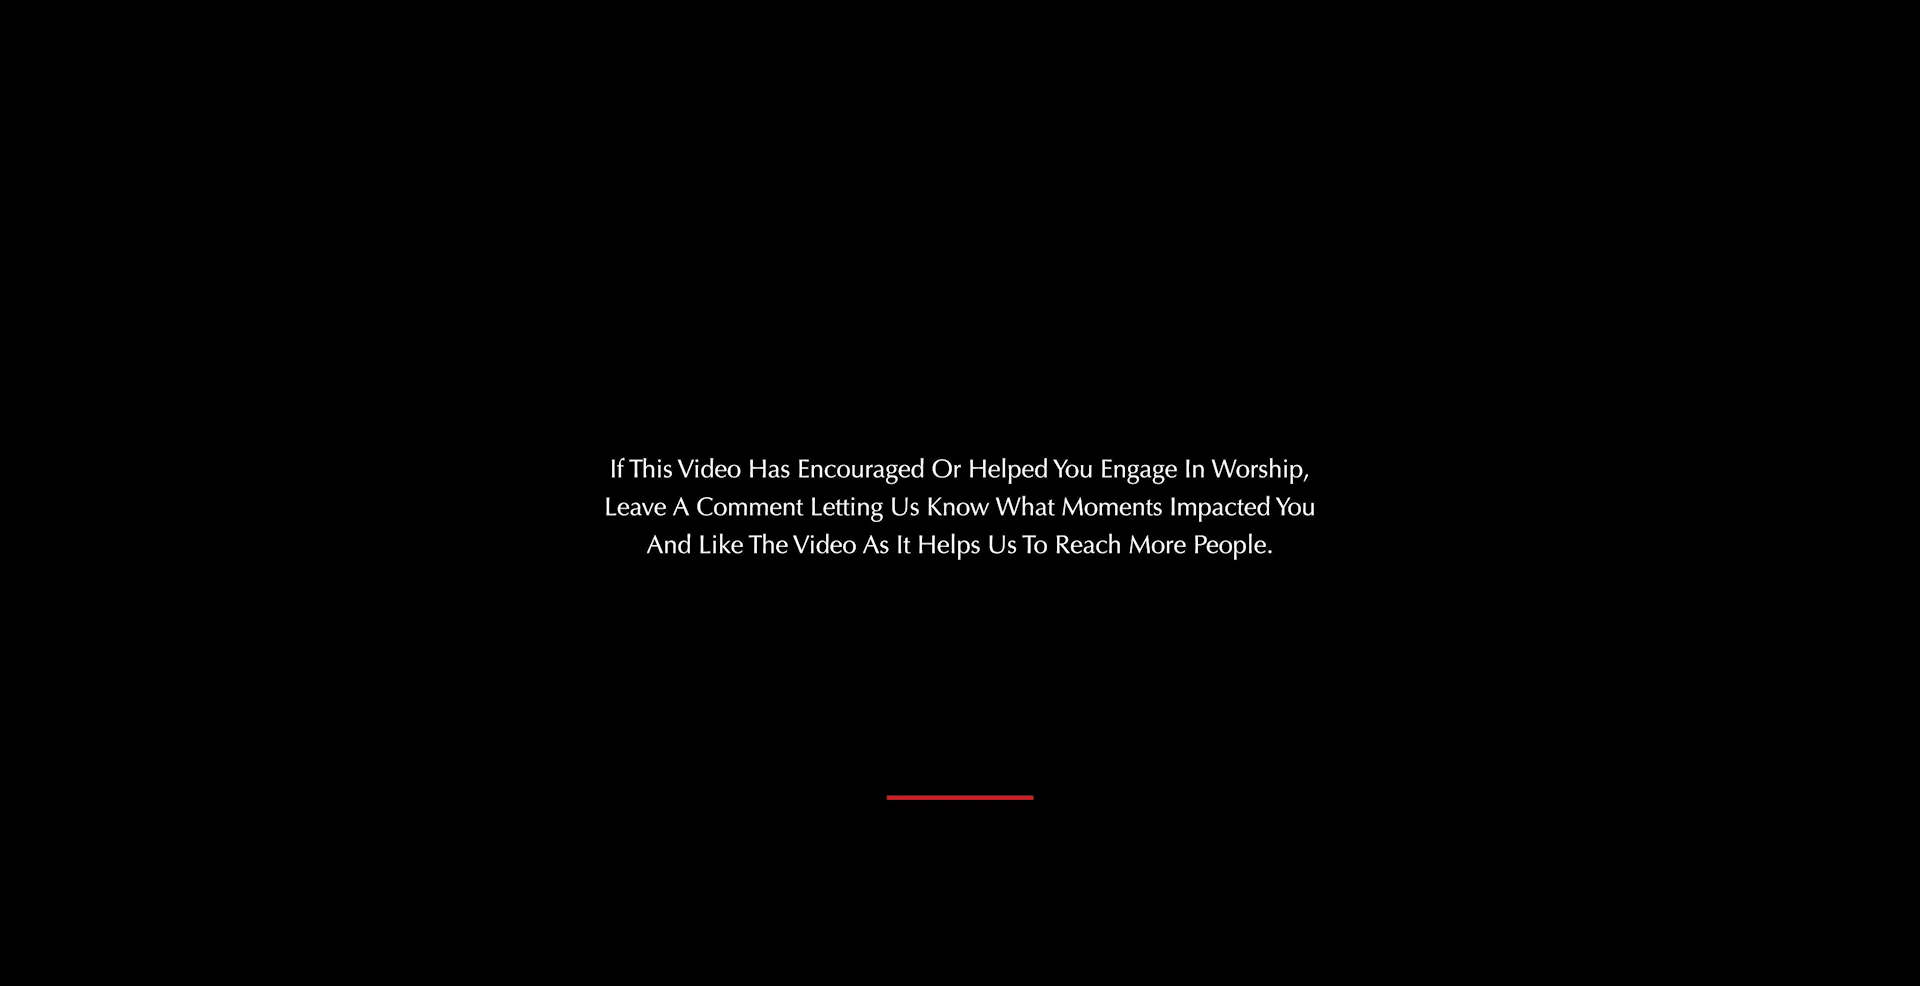 If This Video Has Encouraged Or Helped You Engage In Worship,
Leave A Comment Letting Us Know What Moments Impacted You
And Like The Video As It Helps Us To Reach More People.